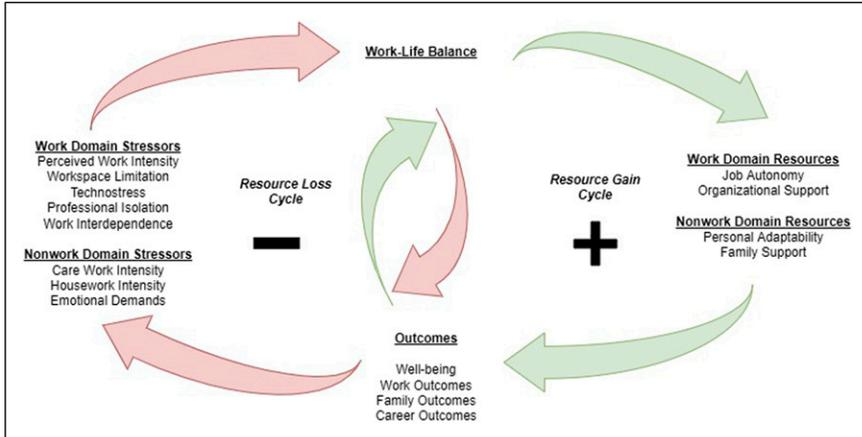 Work-Life Balance
Work Domain Stressors
Perceived Work Intensity
Workspace Limitation
Technostress
Professional Isolation
Work Interdependence
Nonwork Domain Stressors
Care Work Intensity
Housework Intensity
Emotional Demands
Resource Loss
Cycle
Resource Gain
Cycle
Work Domain Resources
Job Autonomy
Organizational Support
Nonwork Domain Resources
Personal Adaptability
Family Support
Outcomes
Well-being
Work Outcomes
Family Outcomes
Career Outcomes